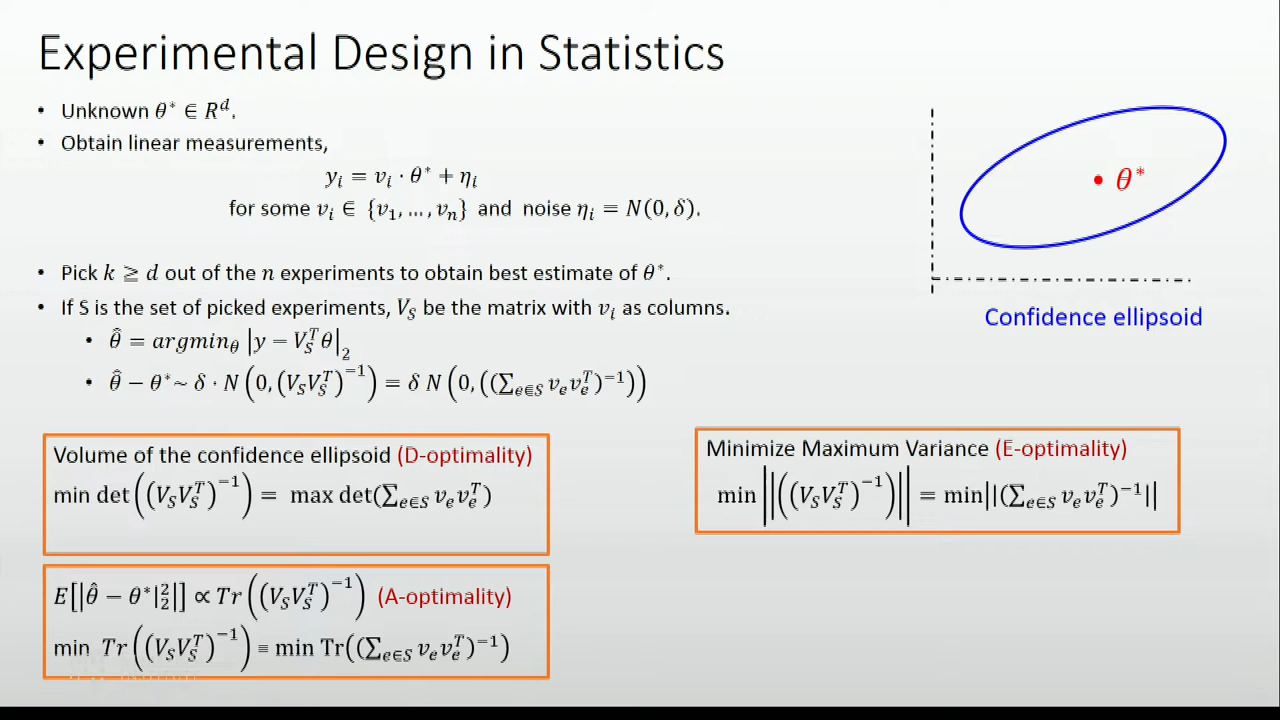 Experimental Design in Statistics
• Unknown θ* ∈ R^d.
• Obtain linear measurements,
y_i = v_i · θ* + η_i
for some v_i ∈ {v_1, …, v_n} and noise η_i = N(0, δ).
• Pick k ≥ d out of the n experiments to obtain best estimate of θ*.
• If S is the set of picked experiments, V_S be the matrix with v_i as columns.
• θ̂ = argmin_θ |y − V_S^T θ|_2
• θ̂ − θ* ~ δ · N(0, (V_S V_S^T)^{−1}) = δ N(0, ((∑_{e∈S} v_e v_e^T)^{−1}))
θ*
Confidence ellipsoid
Volume of the confidence ellipsoid (D-optimality)
min det((V_S V_S^T)^{−1}) = max det(∑_{e∈S} v_e v_e^T)
E[|θ̂ − θ*|_2^2|] ∝ Tr((V_S V_S^T)^{−1}) (A-optimality)
min Tr((V_S V_S^T)^{−1}) ≡ min Tr((∑_{e∈S} v_e v_e^T)^{−1})
Minimize Maximum Variance (E-optimality)
min ||((V_S V_S^T)^{−1})|| = min||(∑_{e∈S} v_e v_e^T)^{−1}||